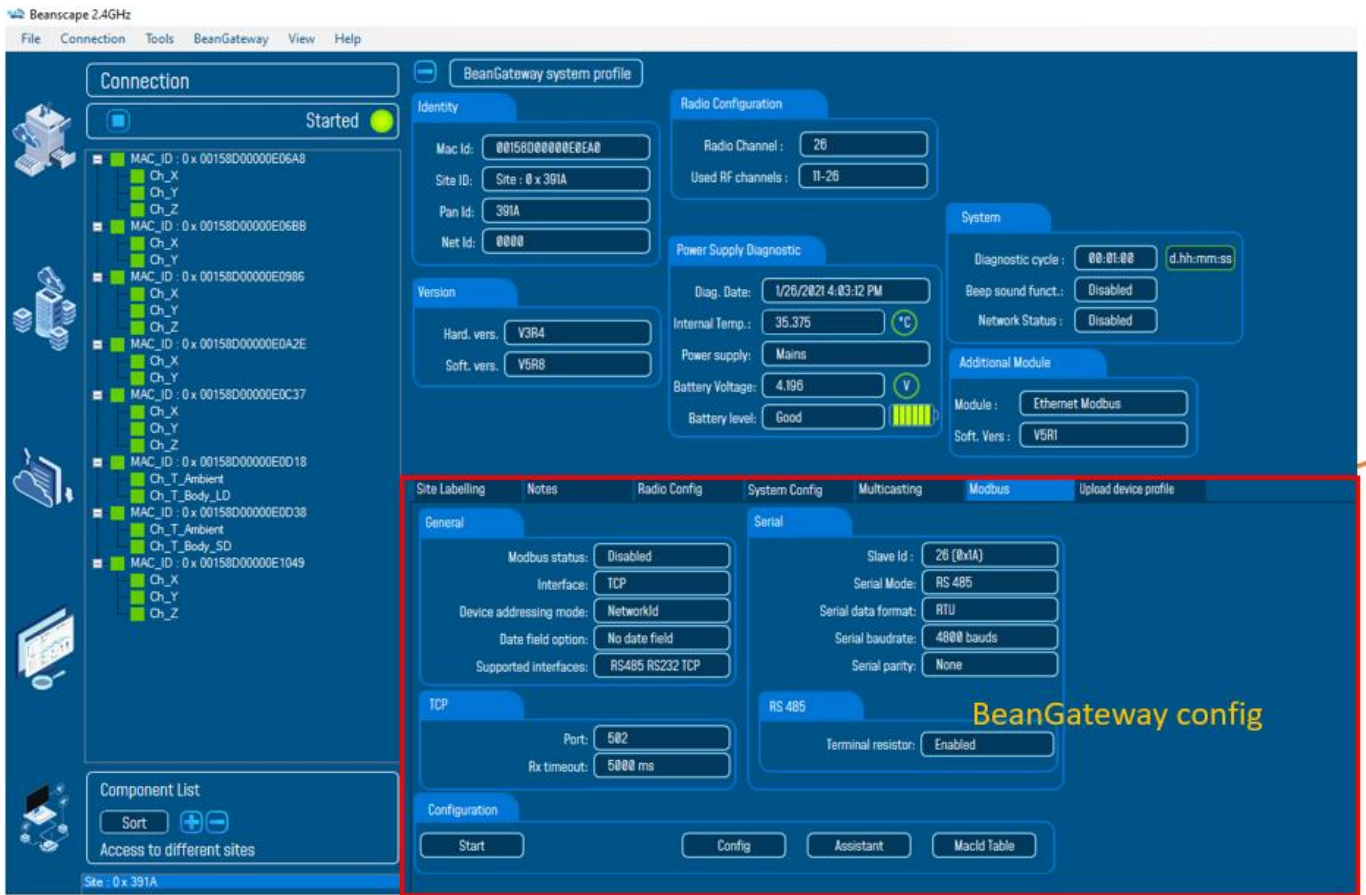 Beanscape 2.4GHz
File Connection Tools BeanGateway View Help
Connection
Started
MAC_ID : 0 x 00158D00000E06A8
Ch_X
Ch_Y
Ch_Z
MAC_ID : 0 x 00158D00000E06BB
Ch_X
Ch_Y
MAC_ID : 0 x 00158D00000E0986
Ch_X
Ch_Y
Ch_Z
MAC_ID : 0 x 00158D00000E0A2E
Ch_X
Ch_Y
MAC_ID : 0 x 00158D00000E0C37
Ch_X
Ch_Y
Ch_Z
MAC_ID : 0 x 00158D00000E0D18
Ch_T_Ambient
Ch_T_Body_LD
MAC_ID : 0 x 00158D00000E0D38
Ch_T_Ambient
Ch_T_Body_SD
MAC_ID : 0 x 00158D00000E1049
Ch_X
Ch_Y
Ch_Z
Component List
Sort
Access to different sites
Site : 0 x 391A
BeanGateway system profile
Identity
Mac Id: 00158D00000E0EA0
Site ID: Site : 0 x 391A
Pan Id: 391A
Net Id: 0000
Version
Hard. vers. V3R4
Soft. vers. V5R8
Radio Configuration
Radio Channel : 26
Used RF channels : 11-26
Power Supply Diagnostic
Diag. Date: 1/26/2021 4:03:12 PM
Internal Temp.: 35.375 °C
Power supply: Mains
Battery Voltage: 4.196 V
Battery level: Good
System
Diagnostic cycle : 00:01:00 d.hh:mm:ss
Beep sound funct.: Disabled
Network Status : Disabled
Additional Module
Module : Ethernet Modbus
Soft. Vers : V5R1
Site Labelling Notes Radio Config System Config Multicasting Modbus Upload device profile
General
Modbus status: Disabled
Interface: TCP
Device addressing mode: NetworkId
Date field option: No date field
Supported interfaces: RS485 RS232 TCP
TCP
Port: 502
Rx timeout: 5000 ms
Serial
Slave Id : 26 (0x1A)
Serial Mode: RS 485
Serial data format: RTU
Serial baudrate: 4800 bauds
Serial parity: None
RS 485
Terminal resistor: Enabled
BeanGateway config
Configuration
Start Config Assistant MacId Table